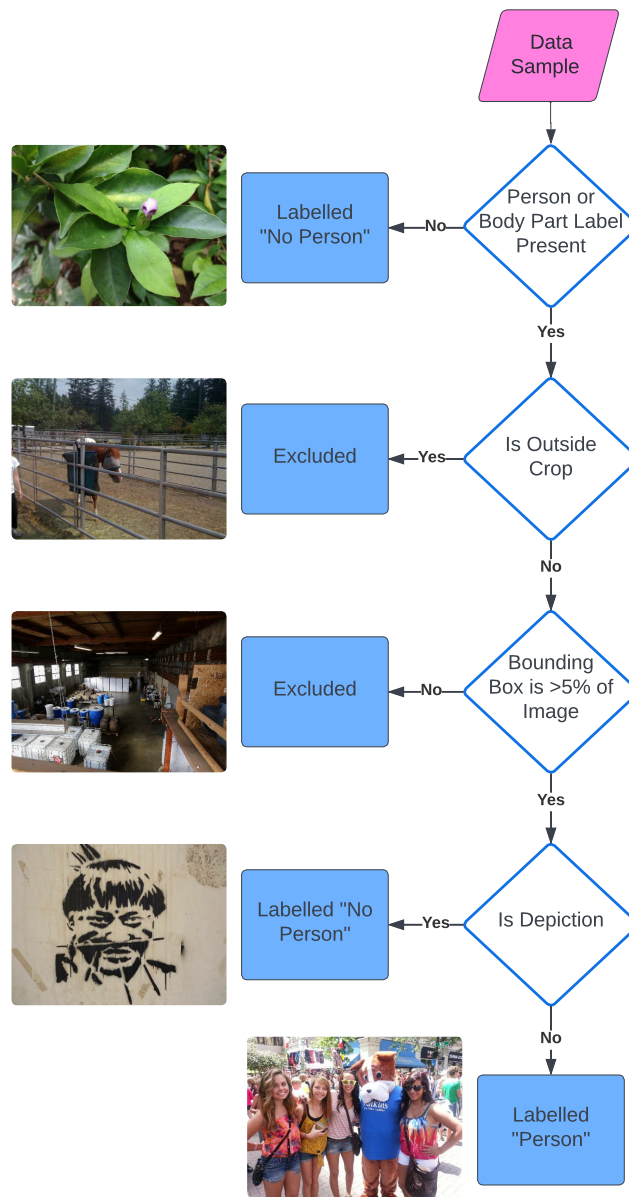 Data
Sample
Person or
Body Part Label
Present
No
Labelled
"No Person"
Yes
Is Outside
Crop
Yes
Excluded
No
Bounding
Box is >5% of
Image
No
Excluded
Yes
Is Depiction
Yes
Labelled "No
Person"
No
Labelled
"Person"